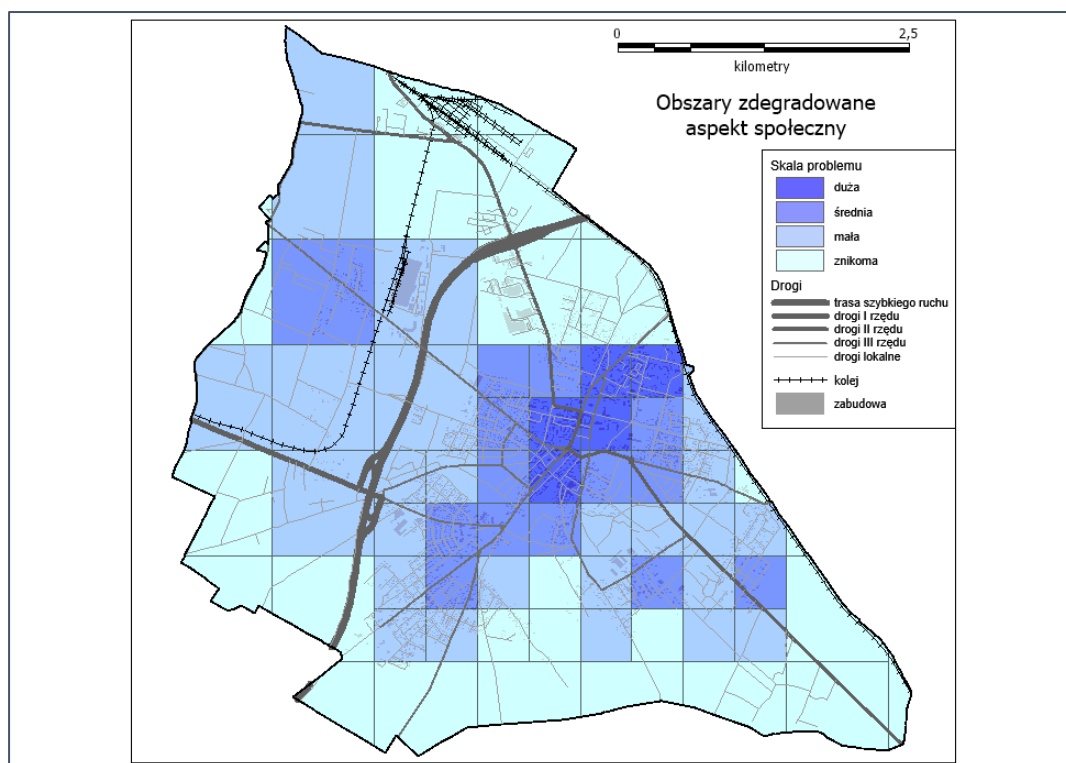 0
2,5
kilometry
Obszary zdegradowane
aspekt społeczny
Skala problemu
duża
średnia
mała
znikoma
Drogi
trasa szybkiego ruchu
drogi I rzędu
drogi II rzędu
drogi III rzędu
drogi lokalne
kolej
zabudowa